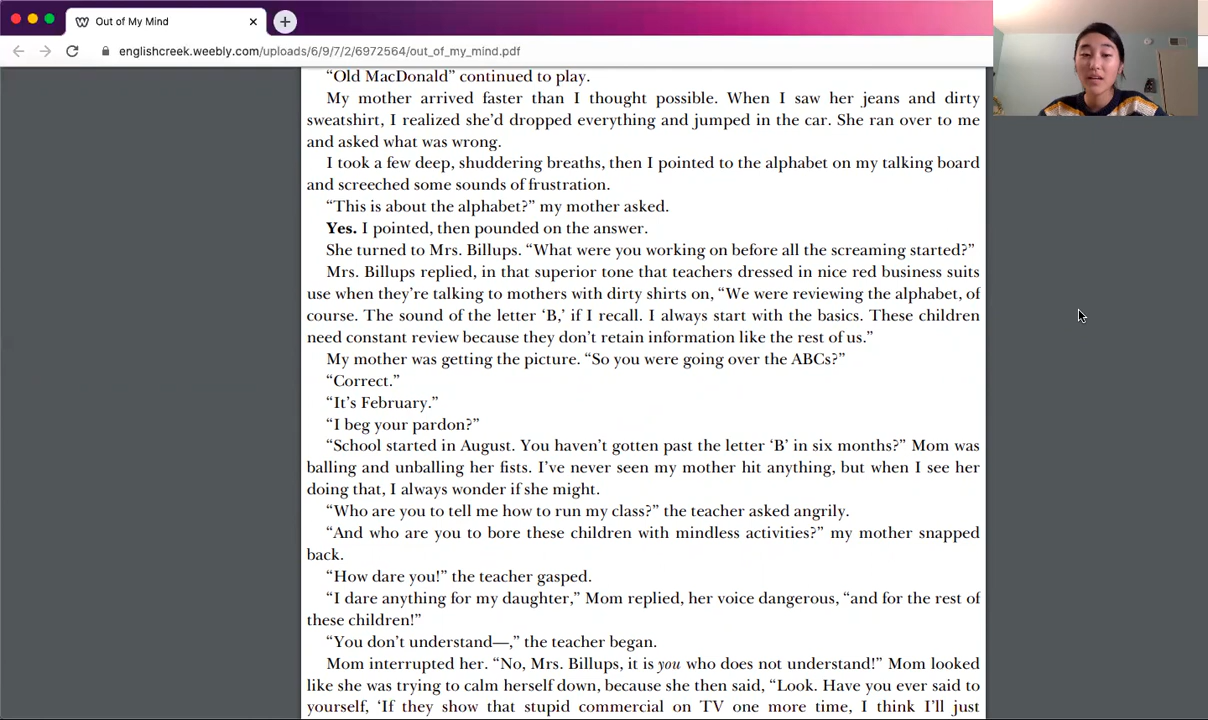 Out of My Mind
englishcreek.weebly.com/uploads/6/9/7/2/6972564/out_of_my_mind.pdf
“Old MacDonald” continued to play.
My mother arrived faster than I thought possible. When I saw her jeans and dirty
sweatshirt, I realized she’d dropped everything and jumped in the car. She ran over to me
and asked what was wrong.
I took a few deep, shuddering breaths, then I pointed to the alphabet on my talking board
and screeched some sounds of frustration.
“This is about the alphabet?” my mother asked.
Yes. I pointed, then pounded on the answer.
She turned to Mrs. Billups. “What were you working on before all the screaming started?”
Mrs. Billups replied, in that superior tone that teachers dressed in nice red business suits
use when they’re talking to mothers with dirty shirts on, “We were reviewing the alphabet, of
course. The sound of the letter ‘B,’ if I recall. I always start with the basics. These children
need constant review because they don’t retain information like the rest of us.”
My mother was getting the picture. “So you were going over the ABCs?”
“Correct.”
“It’s February.”
“I beg your pardon?”
“School started in August. You haven’t gotten past the letter ‘B’ in six months?” Mom was
balling and unballing her fists. I’ve never seen my mother hit anything, but when I see her
doing that, I always wonder if she might.
“Who are you to tell me how to run my class?” the teacher asked angrily.
“And who are you to bore these children with mindless activities?” my mother snapped
back.
“How dare you!” the teacher gasped.
“I dare anything for my daughter,” Mom replied, her voice dangerous, “and for the rest of
these children!”
“You don’t understand—,” the teacher began.
Mom interrupted her. “No, Mrs. Billups, it is you who does not understand!” Mom looked
like she was trying to calm herself down, because she then said, “Look. Have you ever said to
yourself, ‘If they show that stupid commercial on TV one more time, I think I’ll just